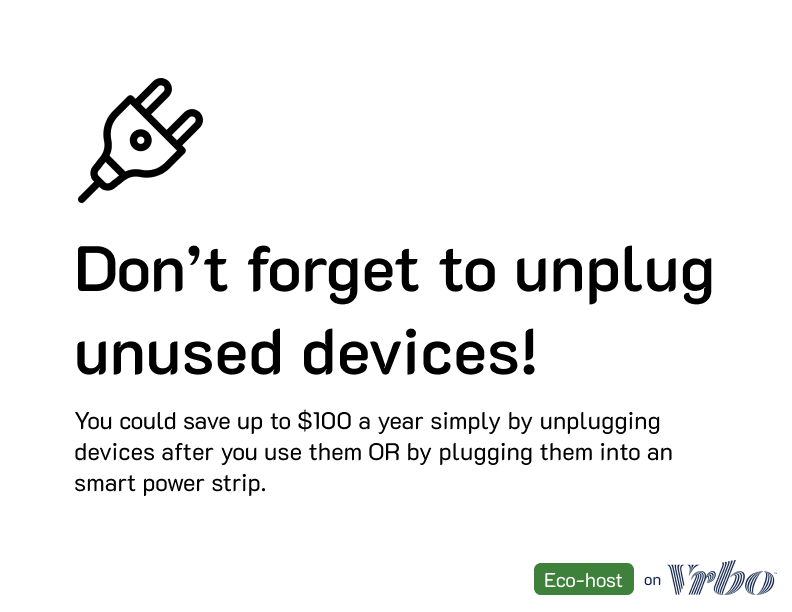 Don’t forget to unplug
unused devices!
You could save up to $100 a year simply by unplugging
devices after you use them OR by plugging them into an
smart power strip.
Eco-host on Vrbo